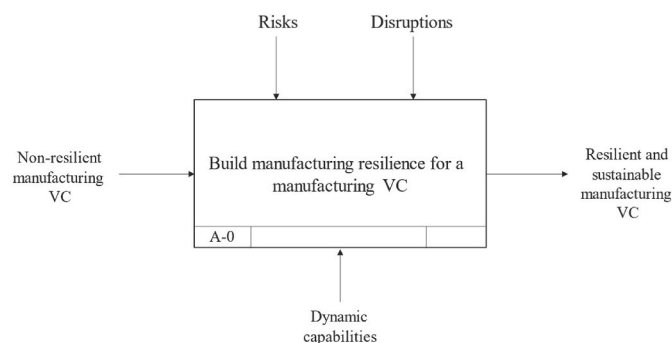 Risks
Disruptions
Non-resilient
manufacturing
VC
Build manufacturing resilience for a
manufacturing VC
Resilient and
sustainable
manufacturing
VC
A-0
Dynamic
capabilities